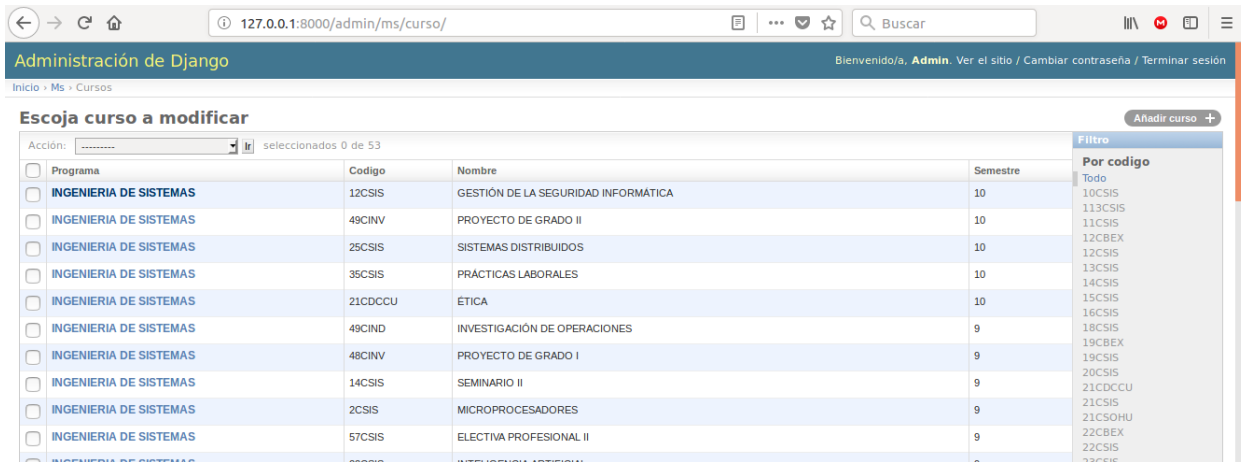 127.0.0.1:8000/admin/ms/curso/
Buscar
Administración de Django
Bienvenido/a, Admin. Ver el sitio / Cambiar contraseña / Terminar sesión
Inicio › Ms › Cursos
Escoja curso a modificar
Añadir curso +
Acción: --------- Ir seleccionados 0 de 53
Programa Codigo Nombre Semestre
INGENIERIA DE SISTEMAS 12CSIS GESTIÓN DE LA SEGURIDAD INFORMÁTICA 10
INGENIERIA DE SISTEMAS 49CINV PROYECTO DE GRADO II 10
INGENIERIA DE SISTEMAS 25CSIS SISTEMAS DISTRIBUIDOS 10
INGENIERIA DE SISTEMAS 35CSIS PRÁCTICAS LABORALES 10
INGENIERIA DE SISTEMAS 21CDCCU ÉTICA 10
INGENIERIA DE SISTEMAS 49CIND INVESTIGACIÓN DE OPERACIONES 9
INGENIERIA DE SISTEMAS 48CINV PROYECTO DE GRADO I 9
INGENIERIA DE SISTEMAS 14CSIS SEMINARIO II 9
INGENIERIA DE SISTEMAS 2CSIS MICROPROCESADORES 9
INGENIERIA DE SISTEMAS 57CSIS ELECTIVA PROFESIONAL II 9
Filtro
Por codigo
Todo
10CSIS
113CSIS
11CSIS
12CBEX
12CSIS
13CSIS
14CSIS
15CSIS
16CSIS
18CSIS
19CBEX
19CSIS
20CSIS
21CDCCU
21CSIS
21CSOHU
22CBEX
22CSIS